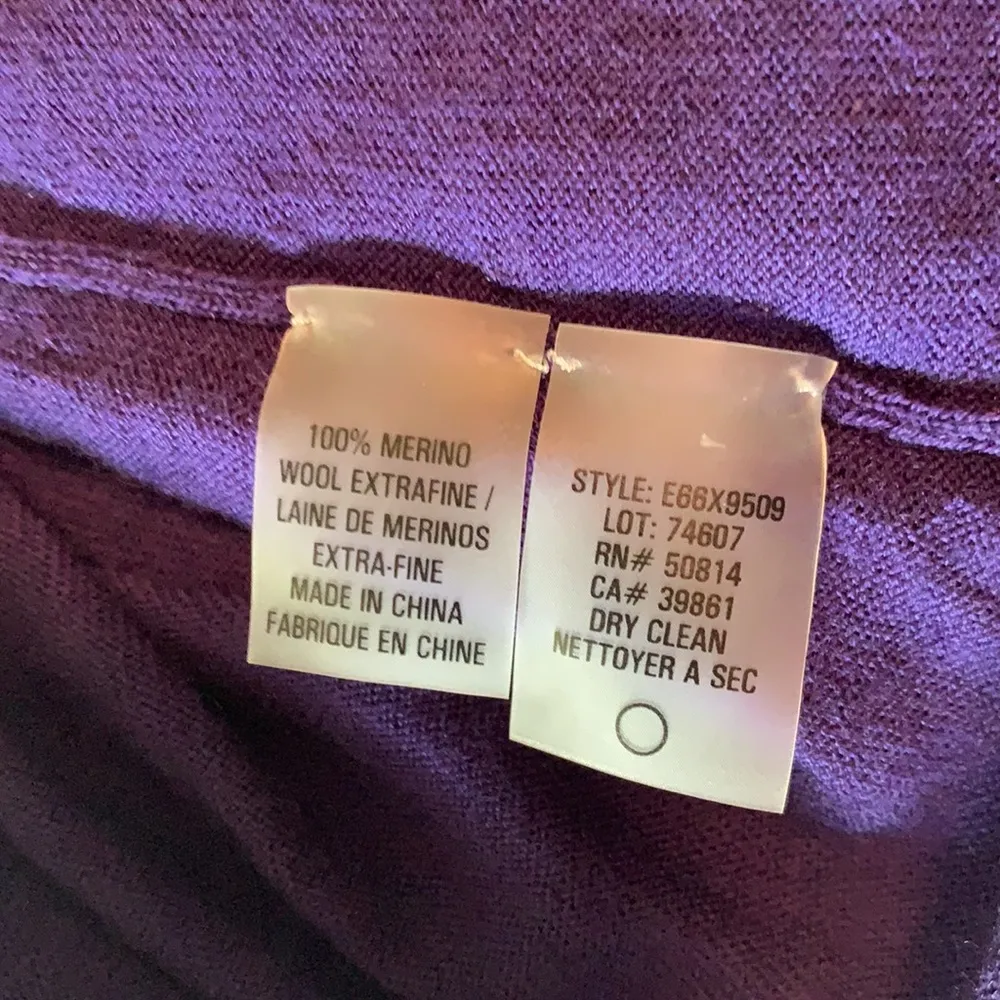 100% MERINO
WOOL EXTRAFINE /
LAINE DE MERINOS
EXTRA-FINE
MADE IN CHINA
FABRIQUE EN CHINE
STYLE: E66X9509
LOT: 74607
RN# 50814
CA# 39861
DRY CLEAN
NETTOYER A SEC